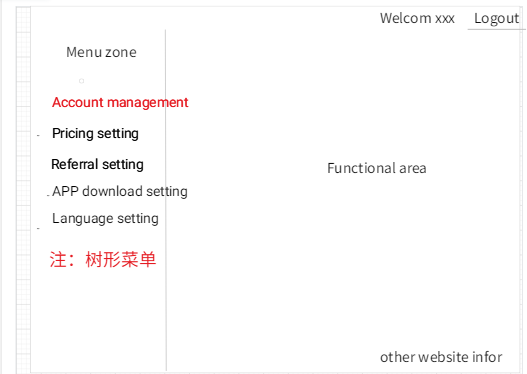 Welcom xxx Logout
Menu zone
Account management
Pricing setting
Referral setting
APP download setting
Language setting
注：树形菜单
Functional area
other website infor